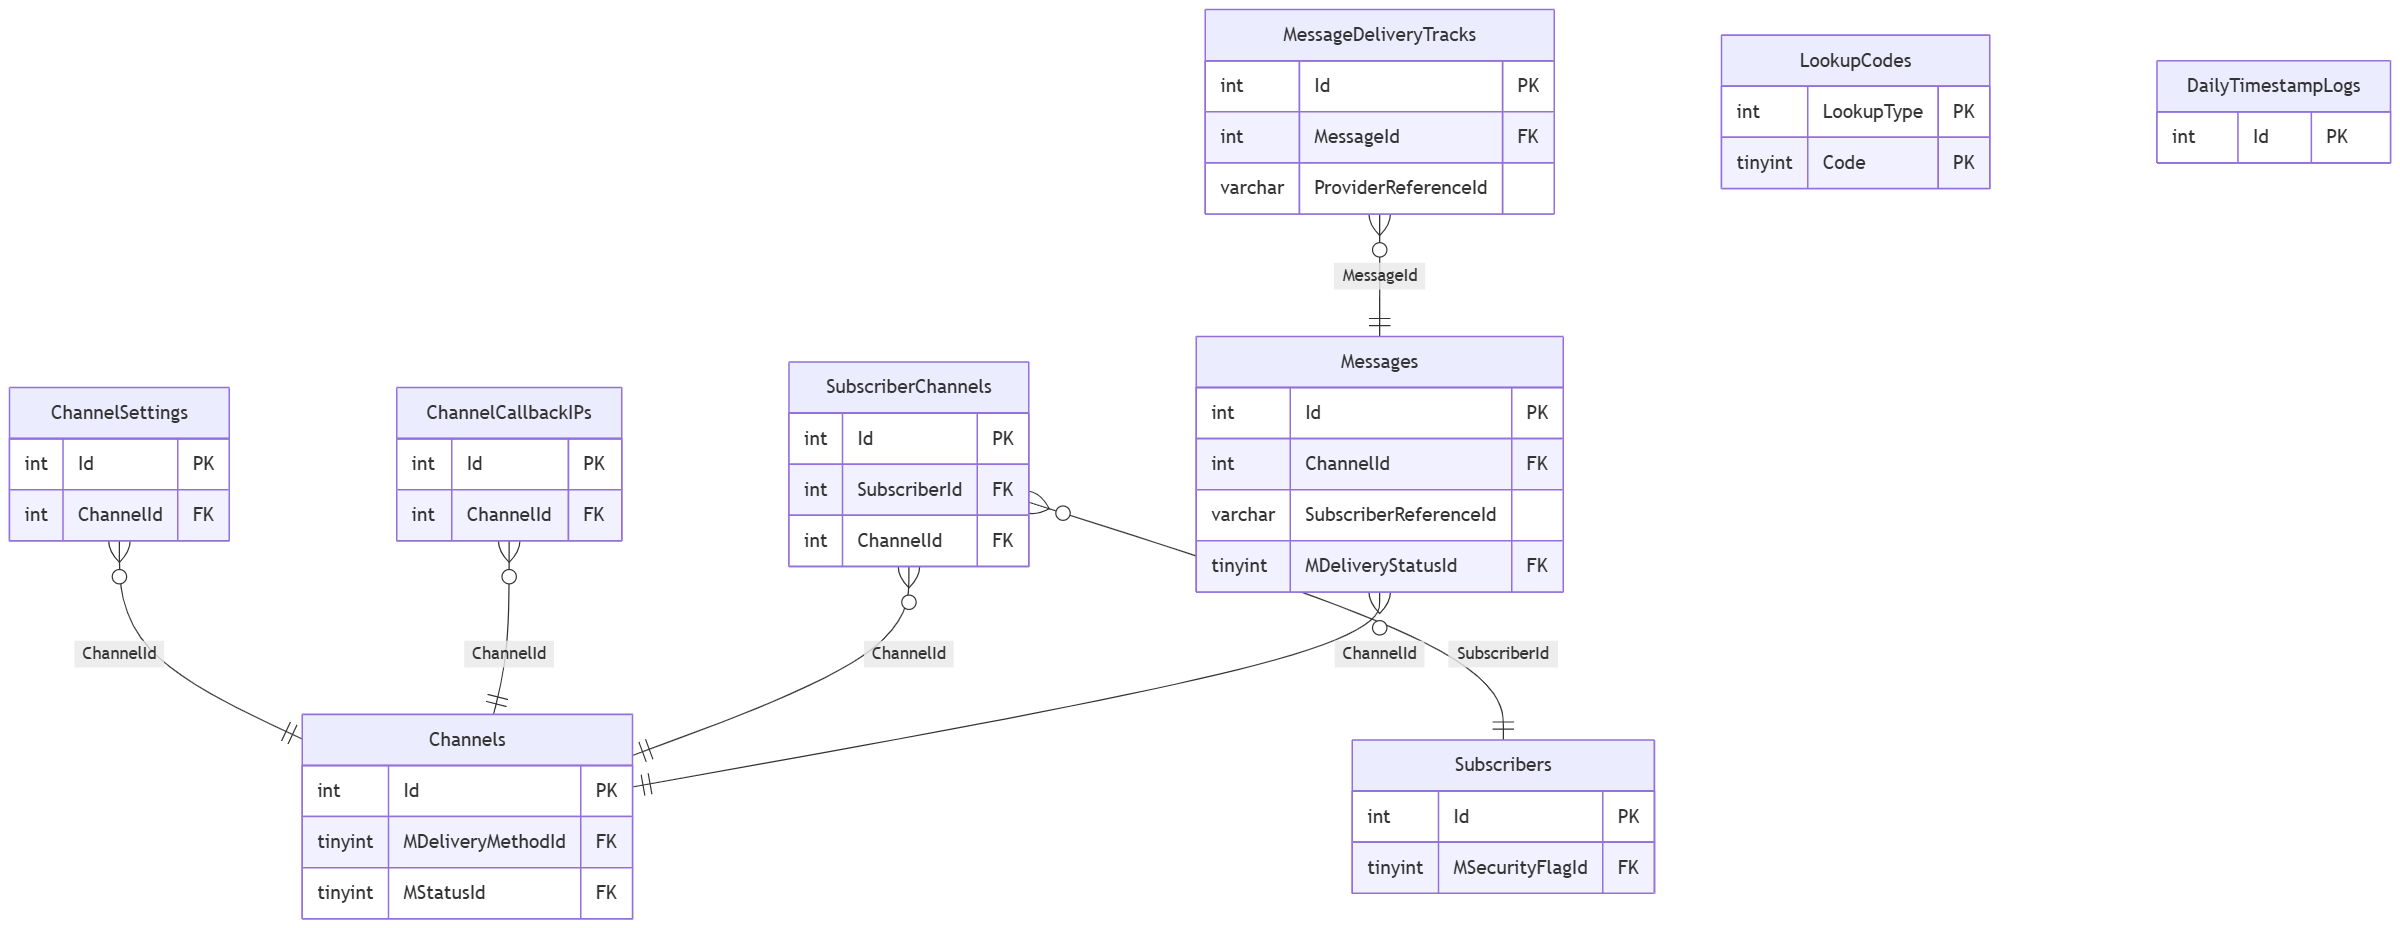 MessageDeliveryTracks
int Id PK
int MessageId FK
varchar ProviderReferenceId
LookupCodes
int LookupType PK
tinyint Code PK
DailyTimestampLogs
int Id PK
MessageId
ChannelSettings
int Id PK
int ChannelId FK
ChannelCallbackIPs
int Id PK
int ChannelId FK
SubscriberChannels
int Id PK
int SubscriberId FK
int ChannelId FK
Messages
int Id PK
int ChannelId FK
varchar SubscriberReferenceId
tinyint MDeliveryStatusId FK
ChannelId
ChannelId
ChannelId
ChannelId
SubscriberId
Channels
int Id PK
tinyint MDeliveryMethodId FK
tinyint MStatusId FK
Subscribers
int Id PK
tinyint MSecurityFlagId FK